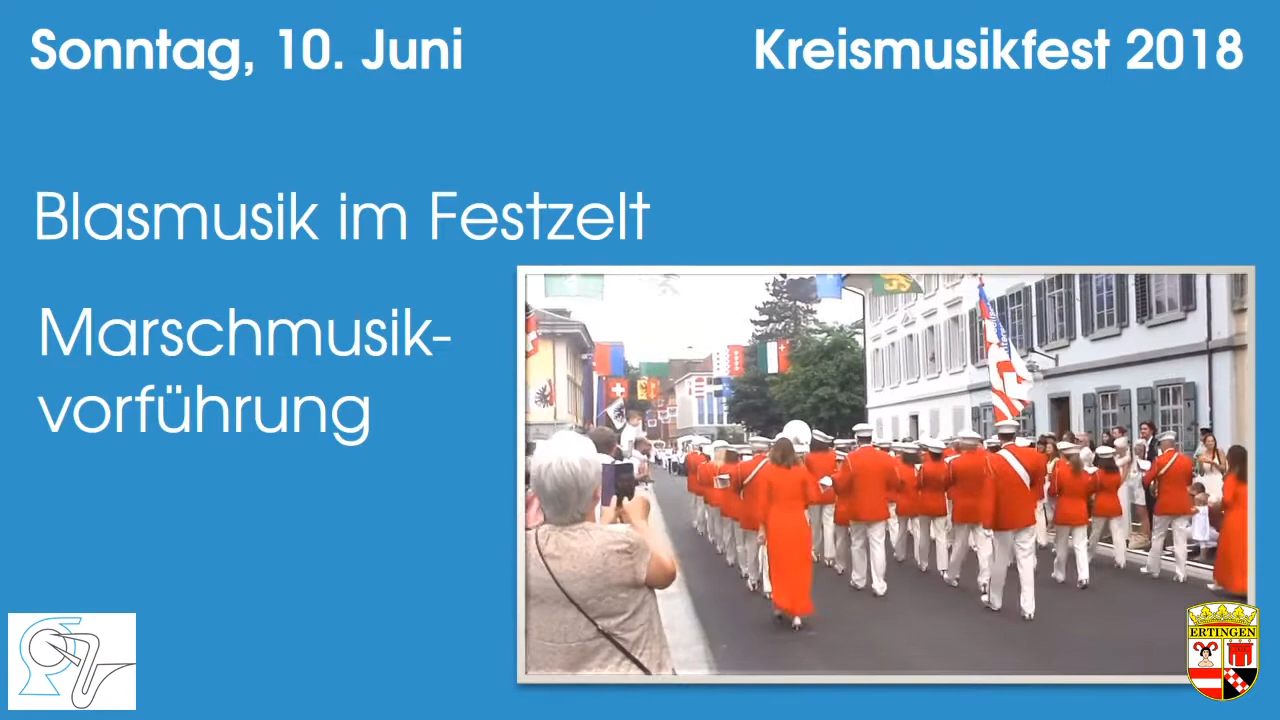 Sonntag, 10. Juni
Kreismusikfest 2018
Blasmusik im Festzelt
Marschmusik-
vorführung
ERTINGEN